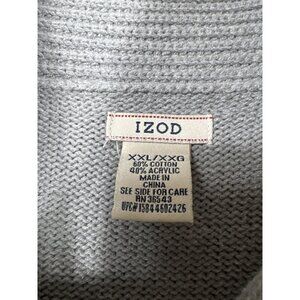 IZOD
XXL/XXG
60% COTTON
40% ACRYLIC
MADE IN
CHINA
SEE SIDE FOR CARE
RN 36543